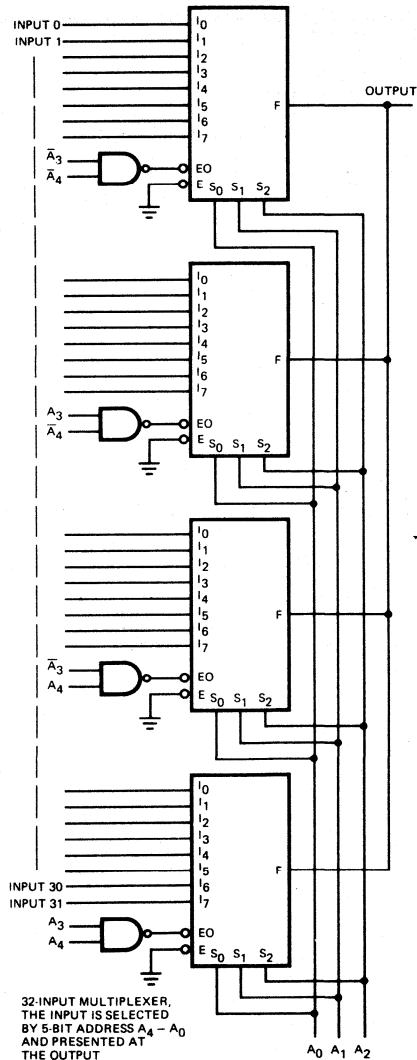 INPUT 0
INPUT 1
I0
I1
I2
I3
I4
I5
I6
I7
F
OUTPUT
A̅3
A̅4
EO
E
S0 S1 S2
I0
I1
I2
I3
I4
I5
I6
I7
F
A3
A̅4
EO
E
S0 S1 S2
I0
I1
I2
I3
I4
I5
I6
I7
F
A̅3
A4
EO
E
S0 S1 S2
I0
I1
I2
I3
I4
I5
INPUT 30 I6
INPUT 31 I7
F
A3
A4
EO
E
S0 S1 S2
32-INPUT MULTIPLEXER,
THE INPUT IS SELECTED
BY 5-BIT ADDRESS A4 – A0
AND PRESENTED AT
THE OUTPUT
A0 A1 A2